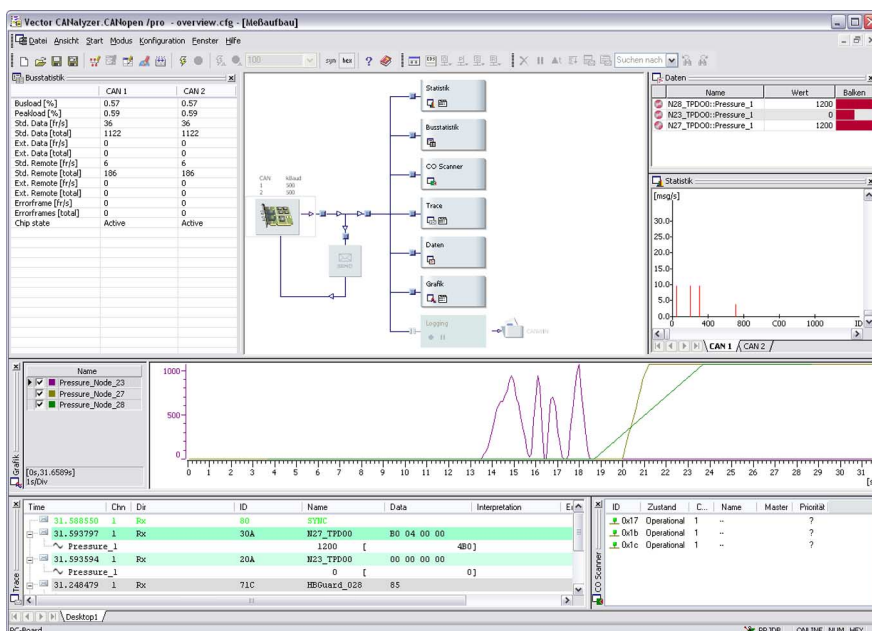 Vector CANalyzer.CANopen /pro - overview.cfg - [Meßaufbau]
Datei Ansicht Start Modus Konfiguration Fenster Hilfe
100 sym hex ? Suchen nach
Busstatistik
CAN 1 CAN 2
Busload [%] 0.57 0.57
Peakload [%] 0.59 0.59
Std. Data [fr/s] 36 36
Std. Data [total] 1122 1122
Ext. Data [fr/s] 0 0
Ext. Data [total] 0 0
Std. Remote [fr/s] 6 6
Std. Remote [total] 186 186
Ext. Remote [fr/s] 0 0
Ext. Remote [total] 0 0
Errorframe [fr/s] 0 0
Errorframes [total] 0 0
Chip state Active Active
CAN kBaud
1 500
2 500
SEND
Statistik
Busstatistik
CO Scanner
Trace
Daten
Grafik
Logging
Daten
Name Wert Balken
N28_TPDO0::Pressure_1 1200
N23_TPDO0::Pressure_1 0
N27_TPDO0::Pressure_1 1200
Statistik
[msg/s]
30.0
25.0
20.0
15.0
10.0
5.0
0.0
0 400 800 C00 1000 ID
CAN 1 CAN 2
Grafik
Name
Pressure_Node_23
Pressure_Node_27
Pressure_Node_28
[0s,31.6589s]
1s/Div
1000
500
0
0 1 2 3 4 5 6 7 8 9 10 11 12 13 14 15 16 17 18 19 20 21 22 23 24 25 26 27 28 29 30 31
Trace
Time Chn Dir ID Name Data Interpretation
31.588550 1 Rx 80 SYNC
31.593797 1 Rx 30A N27_TPDO0 B0 04 00 00
Pressure_1 1200 [ 4B0]
31.593594 1 Rx 20A N23_TPDO0 00 00 00 00
Pressure_1 0 [ 0]
31.248479 1 Rx 71C HBGuard_028 85
CO Scanner
ID Zustand C... Name Master Priorität
0x17 Operational 1 -- ?
0x1b Operational 1 -- ?
0x1c Operational 1 -- ?
Desktop1